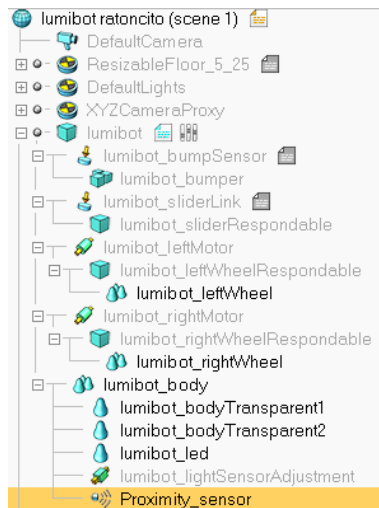 lumibot ratoncito (scene 1)
DefaultCamera
ResizableFloor_5_25
DefaultLights
XYZCameraProxy
lumibot
lumibot_bumpSensor
lumibot_bumper
lumibot_sliderLink
lumibot_sliderRespondable
lumibot_leftMotor
lumibot_leftWheelRespondable
lumibot_leftWheel
lumibot_rightMotor
lumibot_rightWheelRespondable
lumibot_rightWheel
lumibot_body
lumibot_bodyTransparent1
lumibot_bodyTransparent2
lumibot_led
lumibot_lightSensorAdjustment
Proximity_sensor